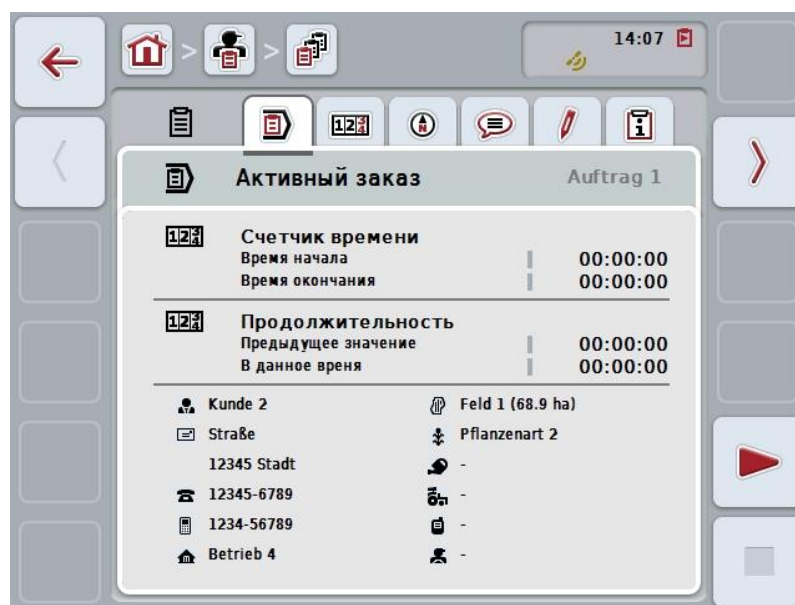 14:07
Активный заказ Auftrag 1
Счетчик времени
Время начала 00:00:00
Время окончания 00:00:00
Продолжительность
Предыдущее значение 00:00:00
В данное вреня 00:00:00
Kunde 2 Feld 1 (68.9 ha)
Straße Pflanzenart 2
12345 Stadt -
12345-6789 -
1234-56789 -
Betrieb 4 -